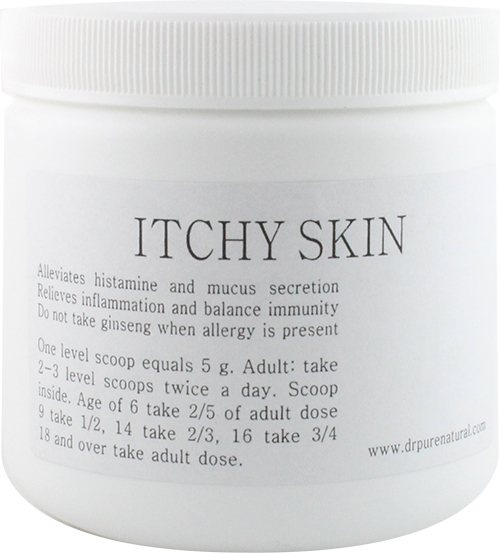 ITCHY SKIN
Alleviates histamine and mucus secretion
Relieves inflammation and balance immunity
Do not take ginseng when allergy is present
One level scoop equals 5 g. Adult: take
2-3 level scoops twice a day. Scoop
inside. Age of 6 take 2/5 of adult dose
9 take 1/2, 14 take 2/3, 16 take 3/4
18 and over take adult dose.
www.drpurenatural.com